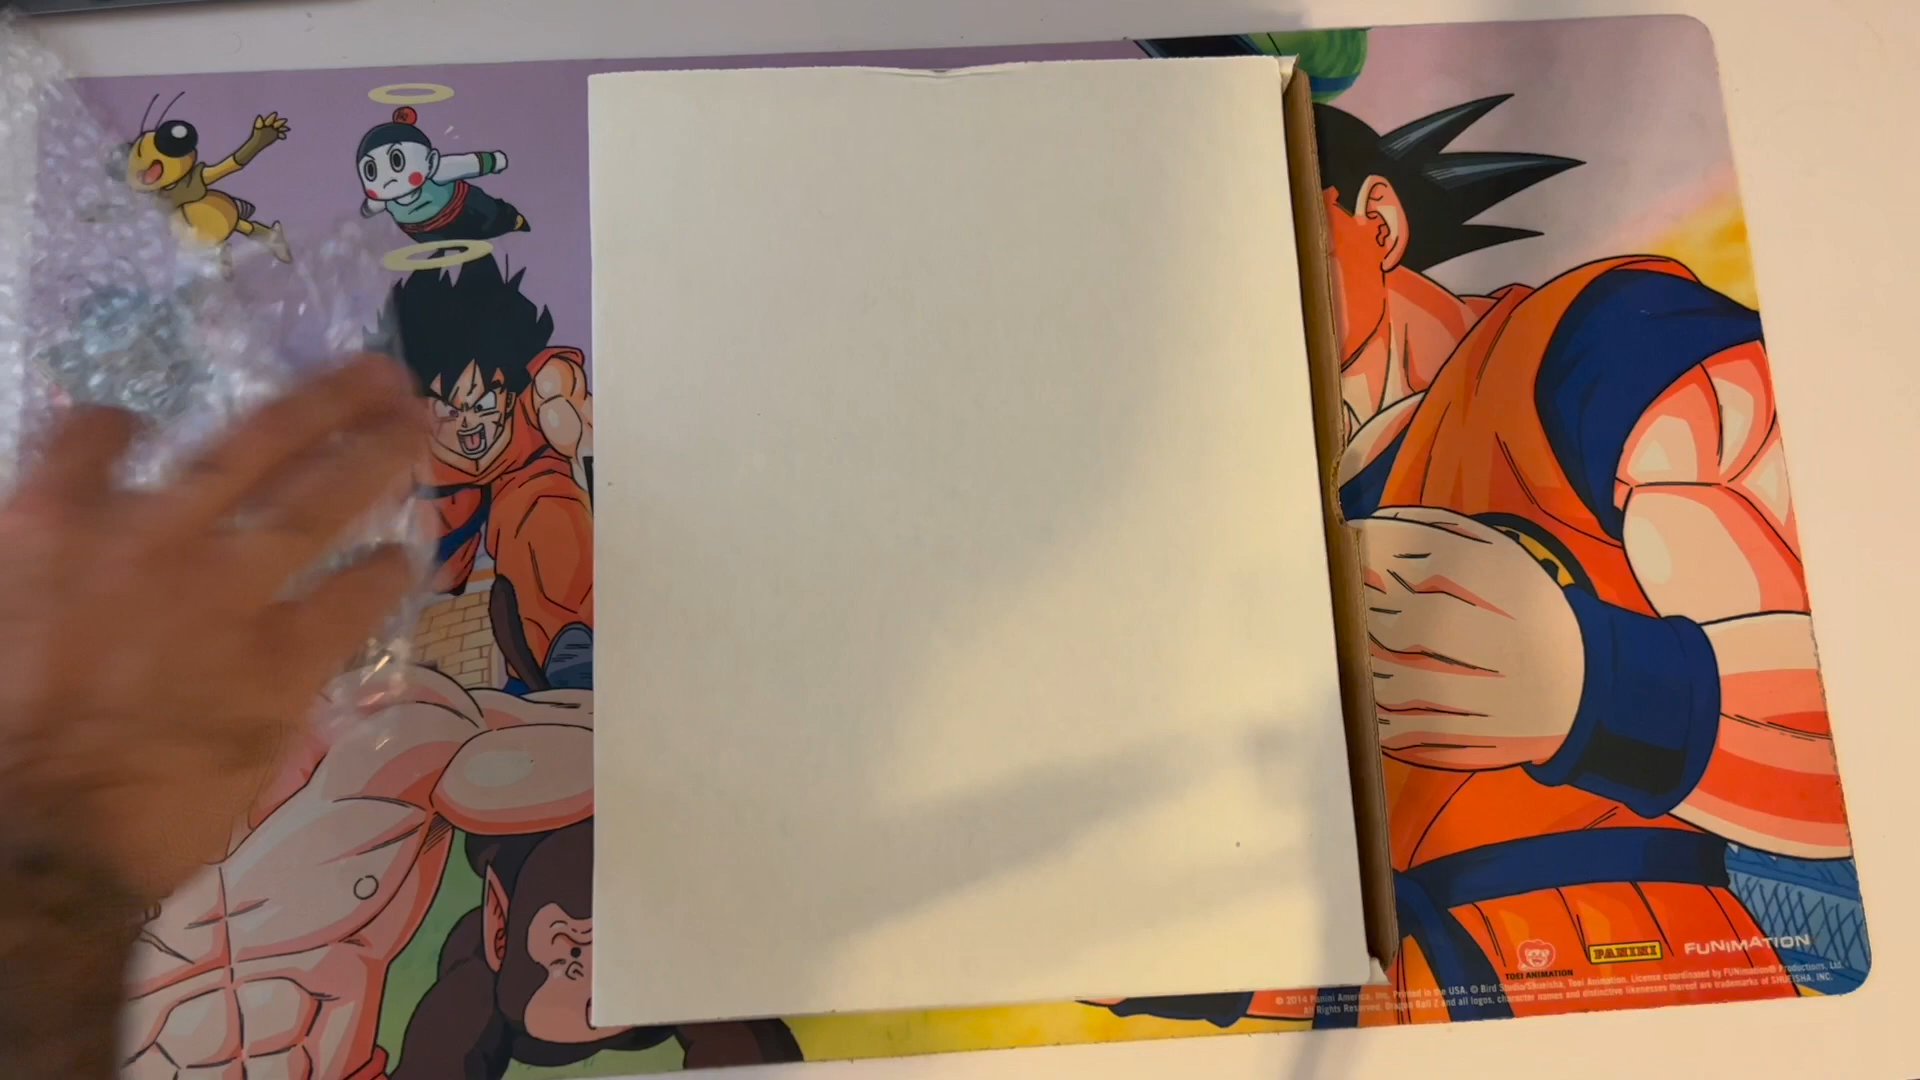 TOEI ANIMATION
PANINI
FUNIMATION
© 2014 Panini America, Inc. Printed in the USA. © Bird Studio/Shueisha, Toei Animation. License coordinated by FUNimation® Productions, Ltd.
All Rights Reserved. Dragon Ball Z and all logos, character names and distinctive likenesses thereof are trademarks of SHUEISHA, INC.